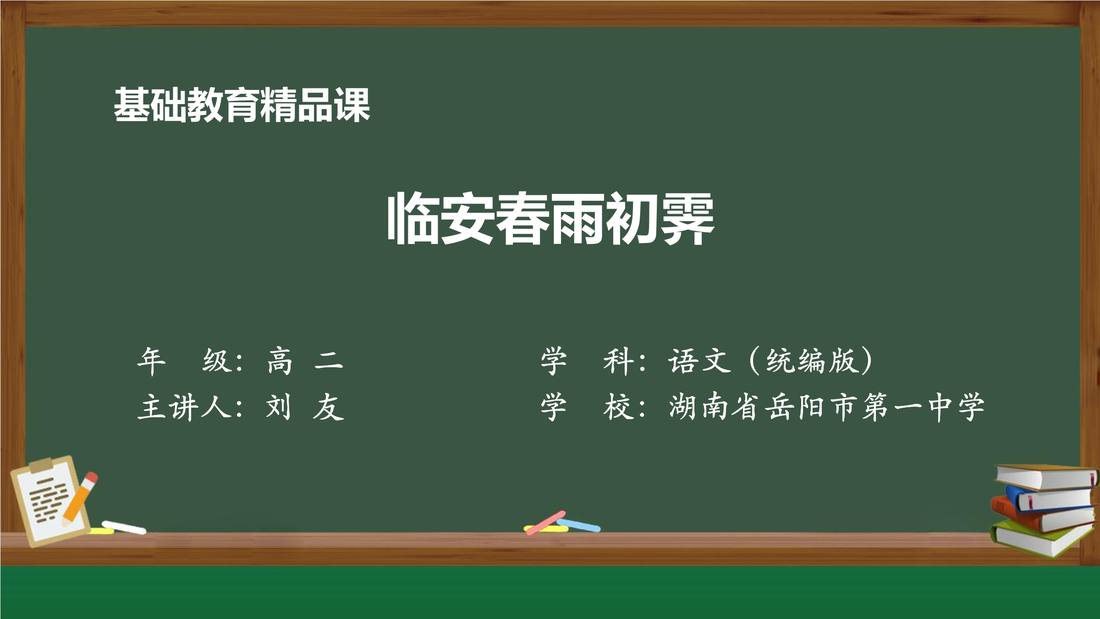 基础教育精品课
临安春雨初霁
年 级：高 二 学 科：语文（统编版）
主讲人：刘 友 学 校：湖南省岳阳市第一中学